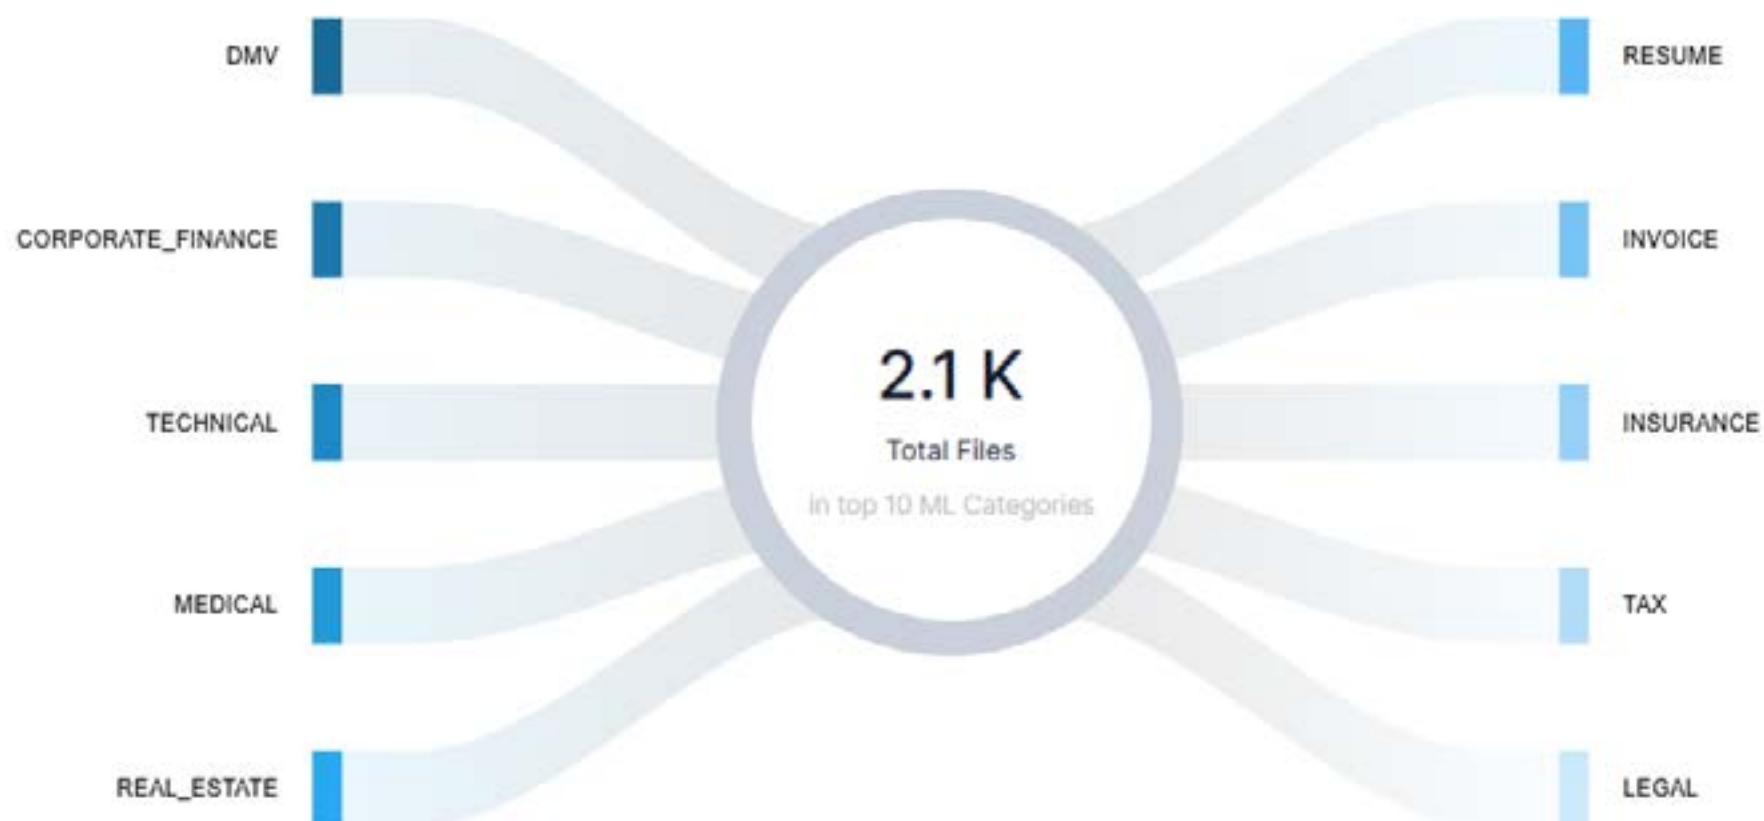 DMV
CORPORATE_FINANCE
TECHNICAL
MEDICAL
REAL_ESTATE
2.1 K
Total Files
in top 10 ML Categories
RESUME
INVOICE
INSURANCE
TAX
LEGAL